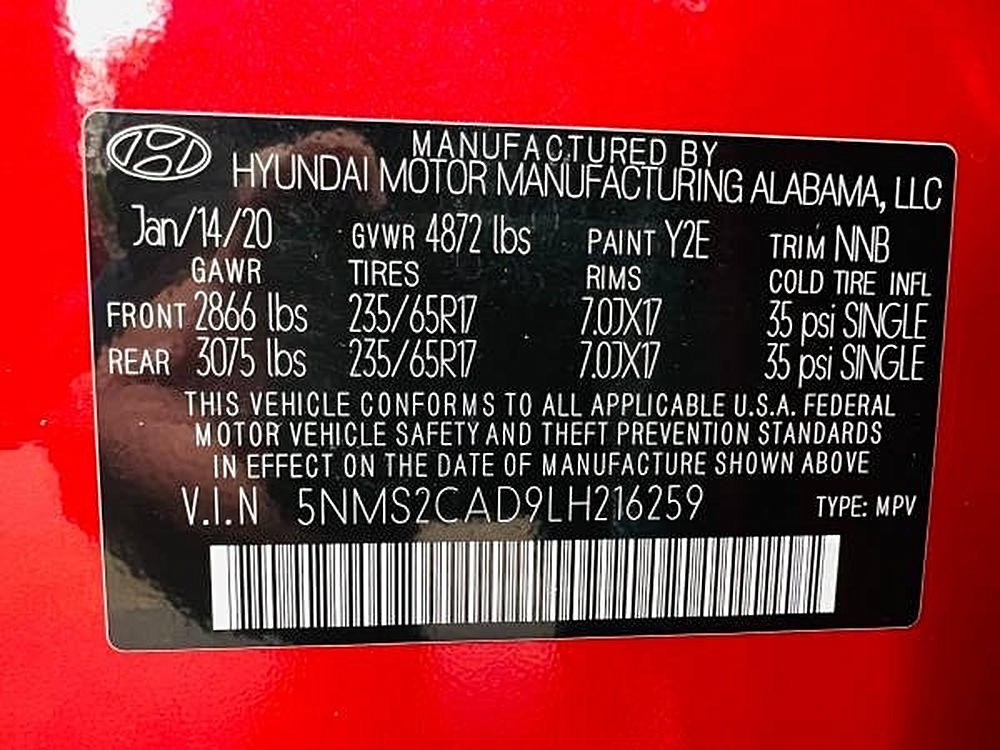 MANUFACTURED BY
HYUNDAI MOTOR MANUFACTURING ALABAMA, LLC
Jan/14/20 GVWR 4872 lbs PAINT Y2E TRIM NNB
GAWR TIRES RIMS COLD TIRE INFL
FRONT 2866 lbs 235/65R17 7.0JX17 35 psi SINGLE
REAR 3075 lbs 235/65R17 7.0JX17 35 psi SINGLE
THIS VEHICLE CONFORMS TO ALL APPLICABLE U.S.A. FEDERAL
MOTOR VEHICLE SAFETY AND THEFT PREVENTION STANDARDS
IN EFFECT ON THE DATE OF MANUFACTURE SHOWN ABOVE
V.I.N 5NMS2CAD9LH216259 TYPE: MPV